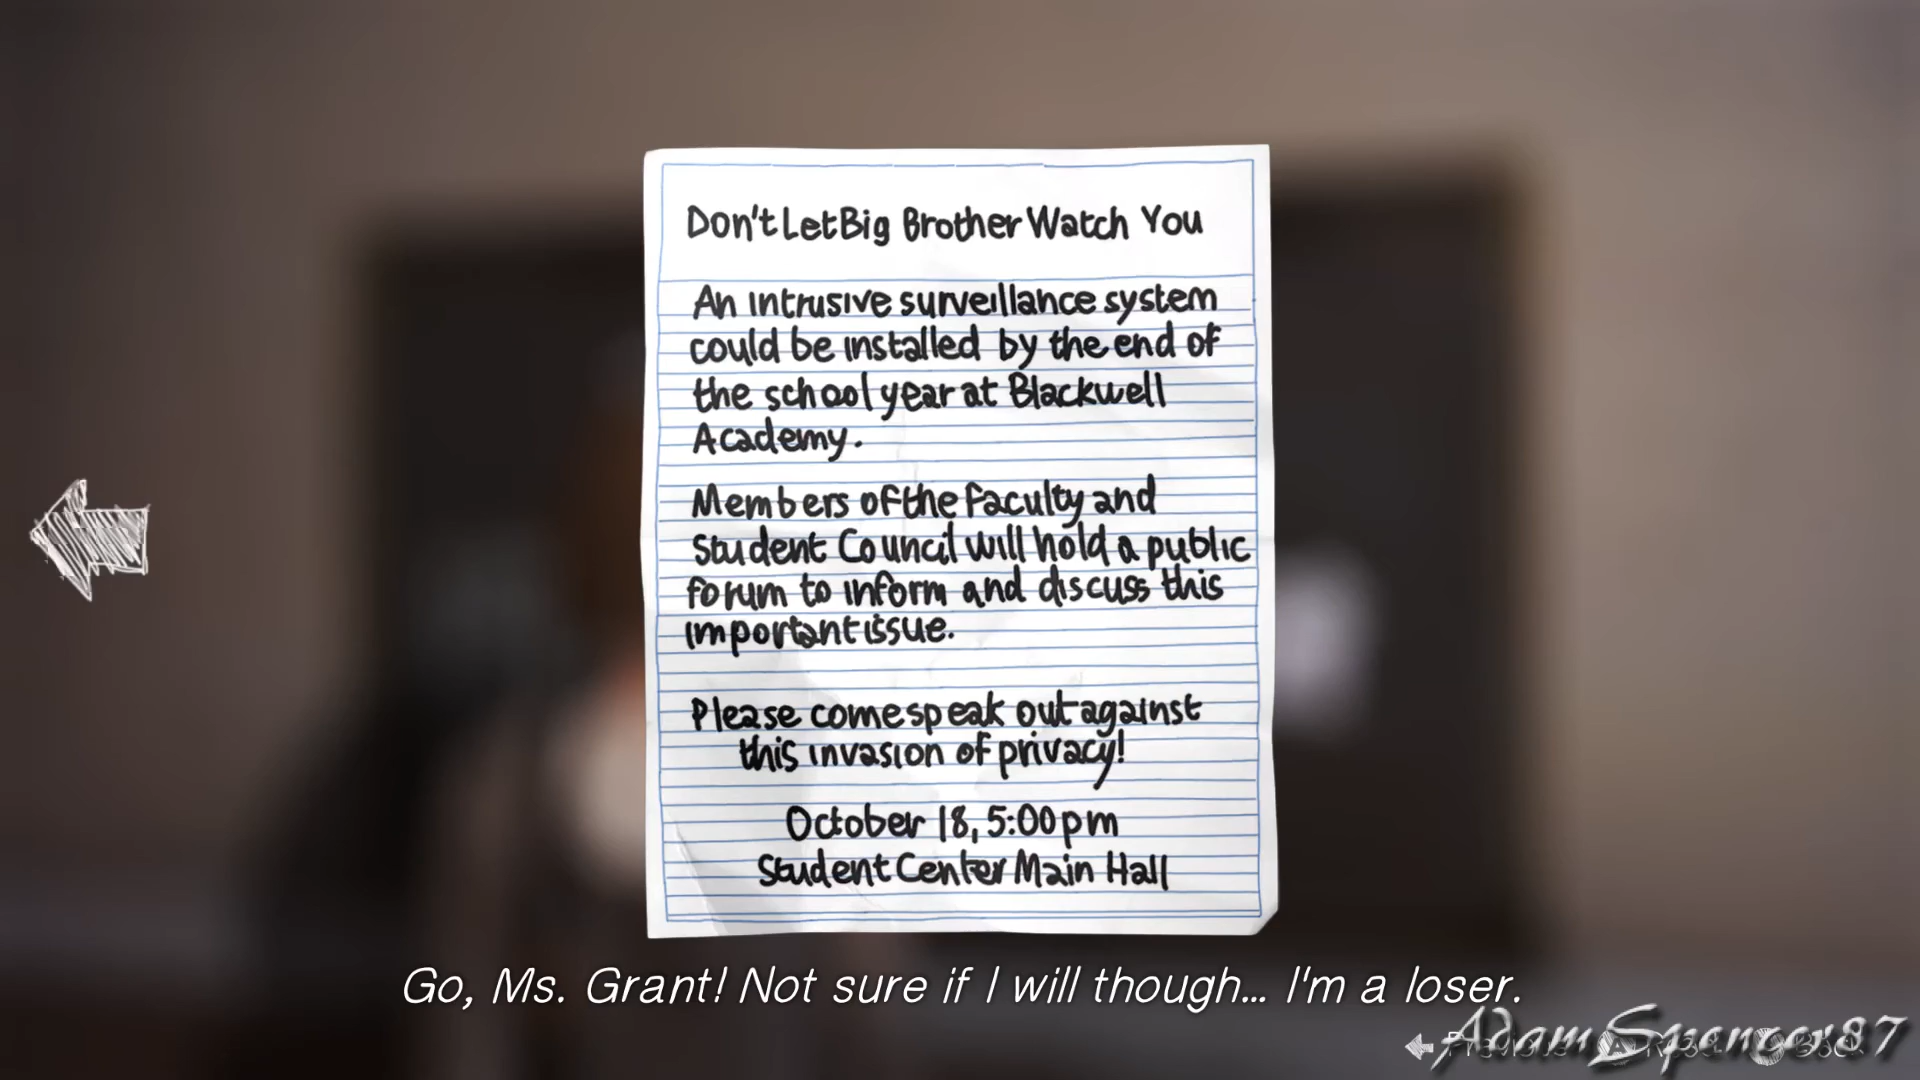 Don't Let Big Brother Watch You
An intrusive surveillance system
could be installed by the end of
the school year at Blackwell
Academy.
Members of the faculty and
Student Council will hold a public
forum to inform and discuss this
important issue.
Please come speak out against
this invasion of privacy!
October 18, 5:00pm
Student Center Main Hall
Go, Ms. Grant! Not sure if I will though... I'm a loser.
AdamSpencer87